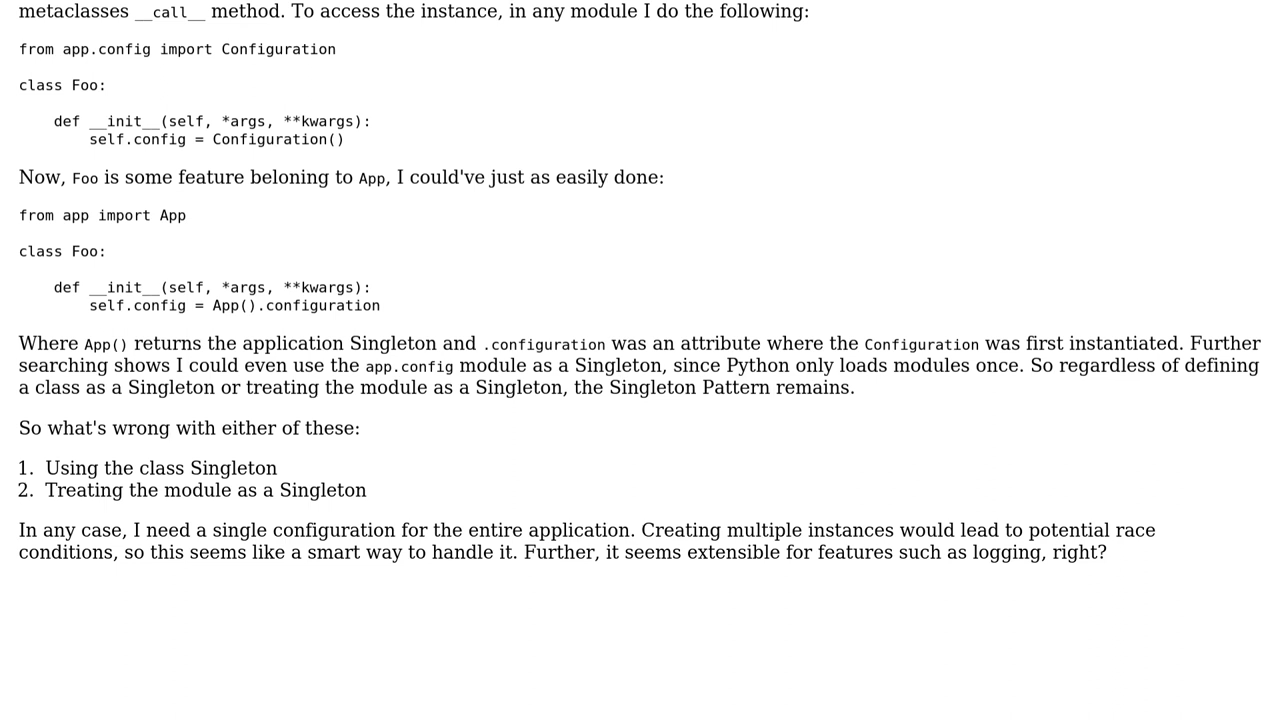 metaclasses __call__ method. To access the instance, in any module I do the following:
from app.config import Configuration
class Foo:
def __init__(self, *args, **kwargs):
self.config = Configuration()
Now, Foo is some feature beloning to App, I could've just as easily done:
from app import App
class Foo:
def __init__(self, *args, **kwargs):
self.config = App().configuration
Where App() returns the application Singleton and .configuration was an attribute where the Configuration was first instantiated. Further
searching shows I could even use the app.config module as a Singleton, since Python only loads modules once. So regardless of defining
a class as a Singleton or treating the module as a Singleton, the Singleton Pattern remains.
So what's wrong with either of these:
1. Using the class Singleton
2. Treating the module as a Singleton
In any case, I need a single configuration for the entire application. Creating multiple instances would lead to potential race
conditions, so this seems like a smart way to handle it. Further, it seems extensible for features such as logging, right?